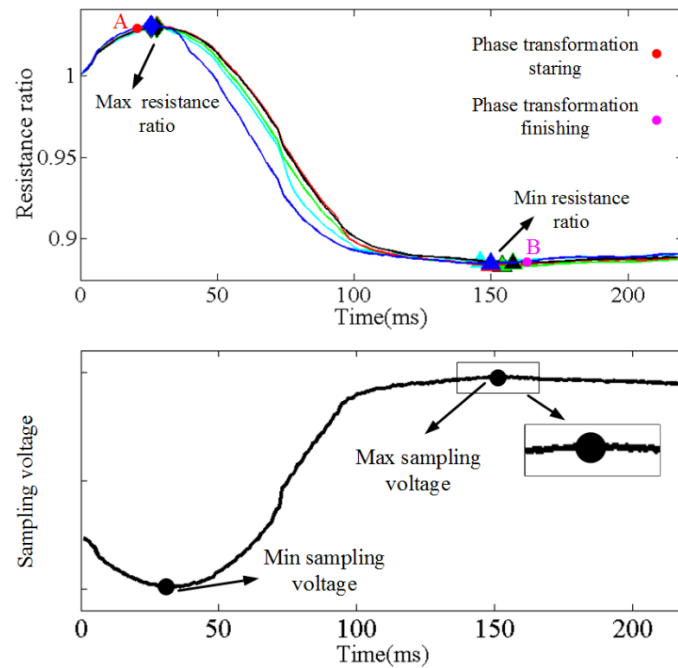 A
Phase transformation
staring
Max resistance
ratio
Phase transformation
finishing
Min resistance
ratio
B
1
0.95
0.9
Resistance ratio
0
50
100
150
200
Time(ms)
Sampling voltage
Max sampling
voltage
Min sampling
voltage
0
50
100
150
200
Time(ms)